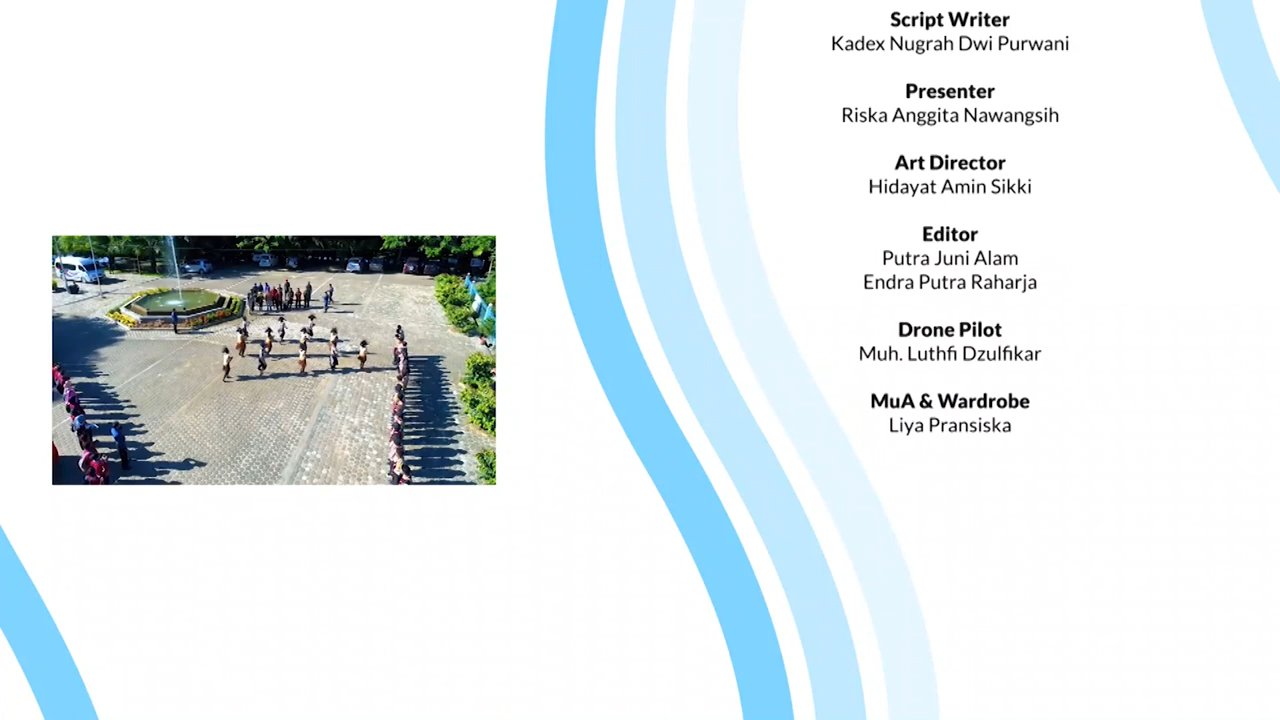 Script Writer
Kadex Nugrah Dwi Purwani
Presenter
Riska Anggita Nawangsih
Art Director
Hidayat Amin Sikki
Editor
Putra Juni Alam
Endra Putra Raharja
Drone Pilot
Muh. Luthfi Dzulfikar
MuA & Wardrobe
Liya Pransiska